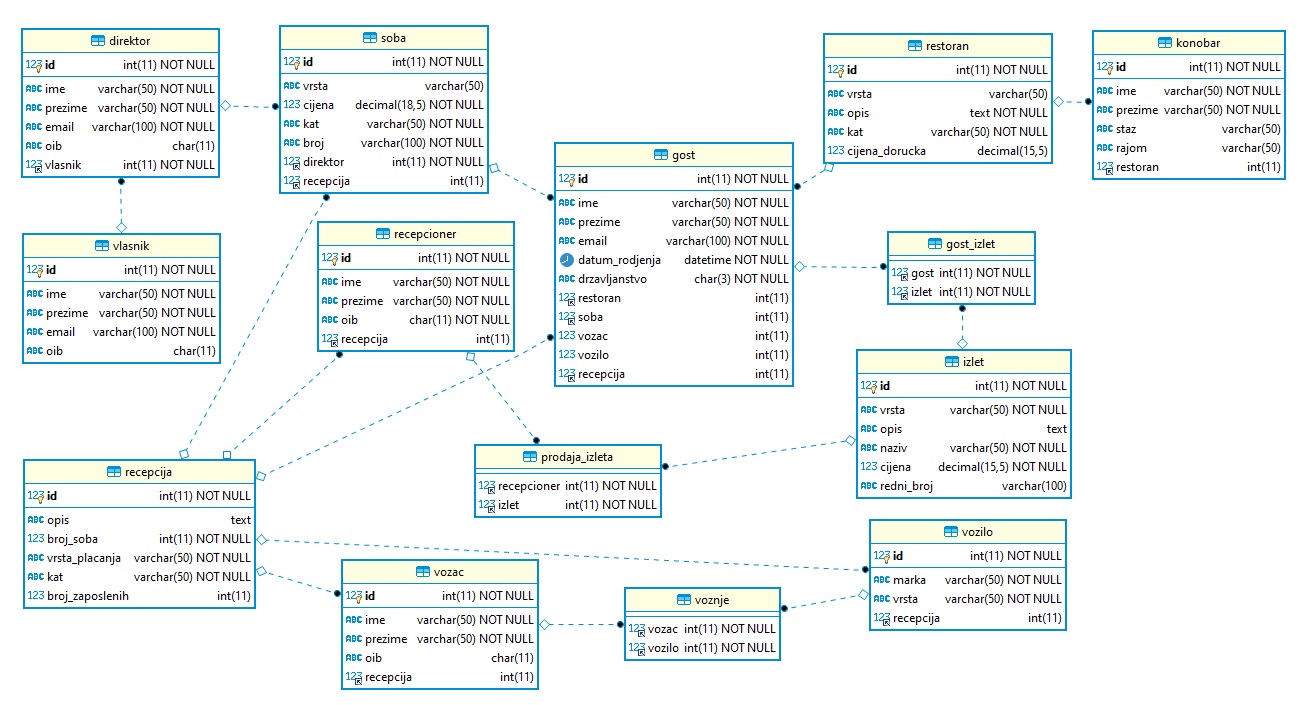 direktor
123 id int(11) NOT NULL
ABC ime varchar(50) NOT NULL
ABC prezime varchar(50) NOT NULL
ABC email varchar(100) NOT NULL
ABC oib char(11)
123 vlasnik int(11) NOT NULL
soba
123 id int(11) NOT NULL
ABC vrsta varchar(50)
123 cijena decimal(18,5) NOT NULL
ABC kat varchar(50) NOT NULL
ABC broj varchar(100) NOT NULL
123 direktor int(11) NOT NULL
123 recepcija int(11)
restoran
123 id int(11) NOT NULL
ABC vrsta varchar(50)
ABC opis text NOT NULL
ABC kat varchar(50) NOT NULL
123 cijena_dorucka decimal(15,5)
konobar
123 id int(11) NOT NULL
ABC ime varchar(50) NOT NULL
ABC prezime varchar(50) NOT NULL
ABC staz varchar(50)
ABC rajom varchar(50)
123 restoran int(11)
gost
123 id int(11) NOT NULL
ABC ime varchar(50) NOT NULL
ABC prezime varchar(50) NOT NULL
ABC email varchar(100) NOT NULL
datum_rodjenja datetime NOT NULL
ABC drzavljanstvo char(3) NOT NULL
123 restoran int(11)
123 soba int(11)
123 vozac int(11)
123 vozilo int(11)
123 recepcija int(11)
vlasnik
123 id int(11) NOT NULL
ABC ime varchar(50) NOT NULL
ABC prezime varchar(50) NOT NULL
ABC email varchar(100) NOT NULL
ABC oib char(11)
recepcioner
123 id int(11) NOT NULL
ABC ime varchar(50) NOT NULL
ABC prezime varchar(50) NOT NULL
ABC oib char(11) NOT NULL
123 recepcija int(11)
gost_izlet
123 gost int(11) NOT NULL
123 izlet int(11) NOT NULL
izlet
123 id int(11) NOT NULL
ABC vrsta varchar(50) NOT NULL
ABC opis text
ABC naziv varchar(50) NOT NULL
123 cijena decimal(15,5) NOT NULL
ABC redni_broj varchar(100)
prodaja_izleta
123 recepcioner int(11) NOT NULL
123 izlet int(11) NOT NULL
recepcija
123 id int(11) NOT NULL
ABC opis text
123 broj_soba int(11) NOT NULL
ABC vrsta_placanja varchar(50) NOT NULL
ABC kat varchar(50) NOT NULL
123 broj_zaposlenih int(11)
vozac
123 id int(11) NOT NULL
ABC ime varchar(50) NOT NULL
ABC prezime varchar(50) NOT NULL
ABC oib char(11)
123 recepcija int(11)
voznje
123 vozac int(11) NOT NULL
123 vozilo int(11) NOT NULL
vozilo
123 id int(11) NOT NULL
ABC marka varchar(50) NOT NULL
ABC vrsta varchar(50) NOT NULL
123 recepcija int(11)